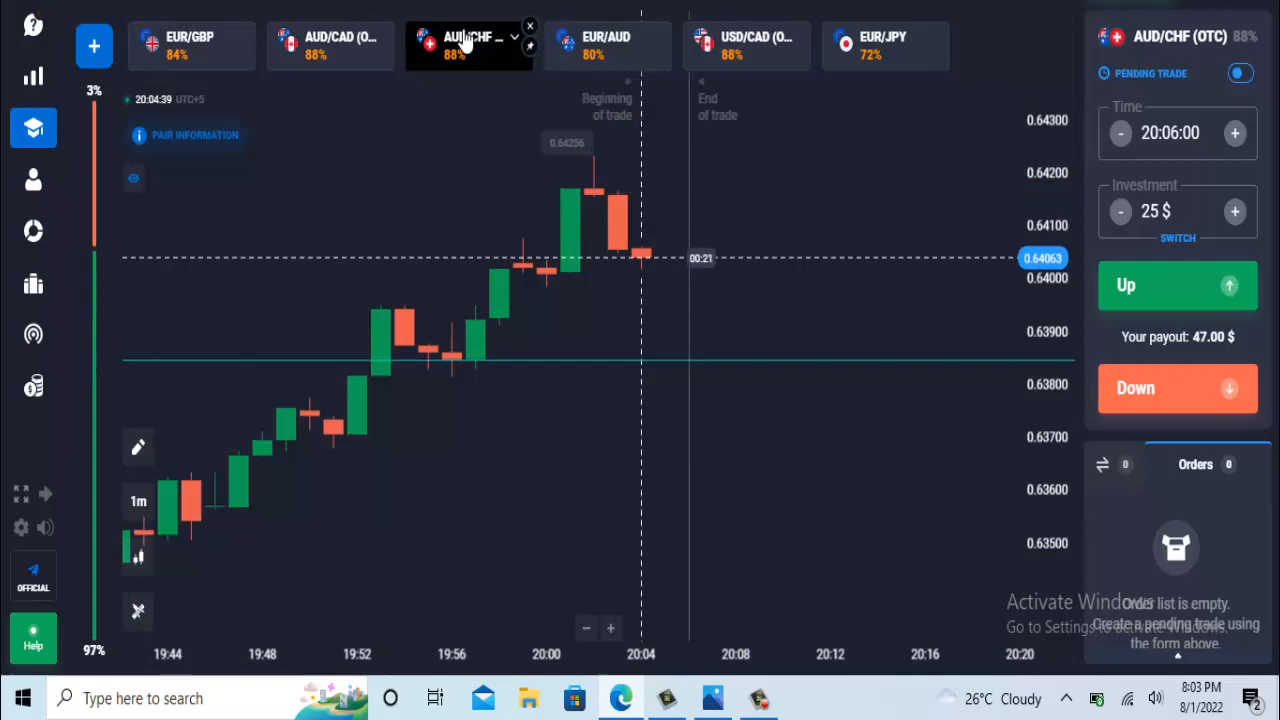 EUR/GBP
84%
AUD/CAD (O...
88%
AUD/CHF ...
88%
EUR/AUD
80%
USD/CAD (O...
88%
EUR/JPY
72%
AUD/CHF (OTC) 88%
PENDING TRADE
Time
- 20:06:00 +
Investment
- 25 $ +
SWITCH
Up
Your payout: 47.00 $
Down
0
Orders 0
Order list is empty.
Create a pending trade using
the form above.
3%
20:04:39 UTC+5
PAIR INFORMATION
Beginning
of trade
End
of trade
0.64256
00:21
0.64300
0.64200
0.64100
0.64063
0.64000
0.63900
0.63800
0.63700
0.63600
0.63500
1m
OFFICIAL
Help
97%
19:44
19:48
19:52
19:56
20:00
20:04
20:08
20:12
20:16
20:20
Activate Windows
Go to Settings to activate Windows.
Type here to search
26°C Cloudy
8:03 PM
8/1/2022
2